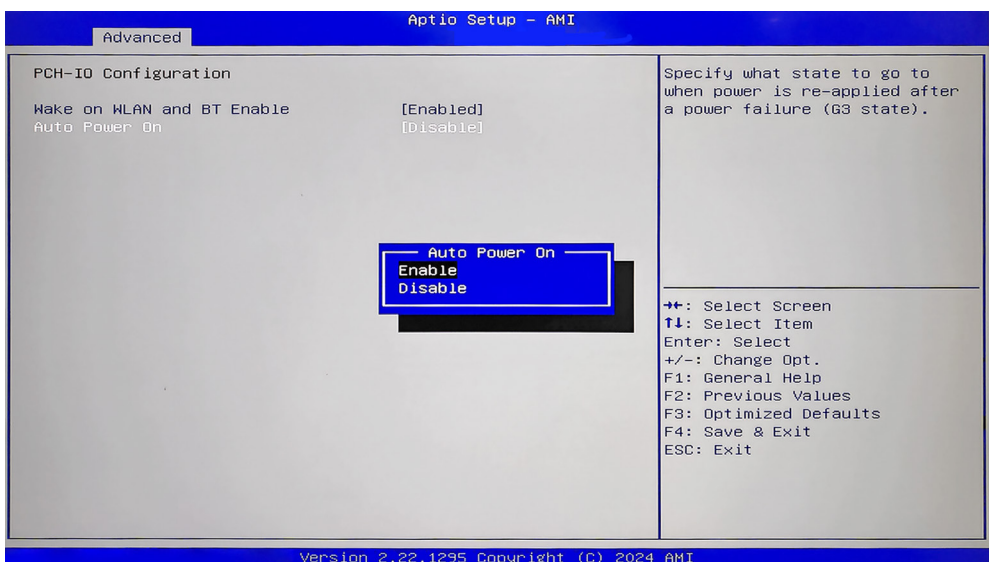 Aptio Setup – AMI
Advanced
PCH-IO Configuration
Wake on WLAN and BT Enable [Enabled]
Auto Power On [Disable]
Auto Power On
Enable
Disable
Specify what state to go to
when power is re-applied after
a power failure (G3 state).
→←: Select Screen
↑↓: Select Item
Enter: Select
+/-: Change Opt.
F1: General Help
F2: Previous Values
F3: Optimized Defaults
F4: Save & Exit
ESC: Exit
Version 2.22.1295 Copyright (C) 2024 AMI